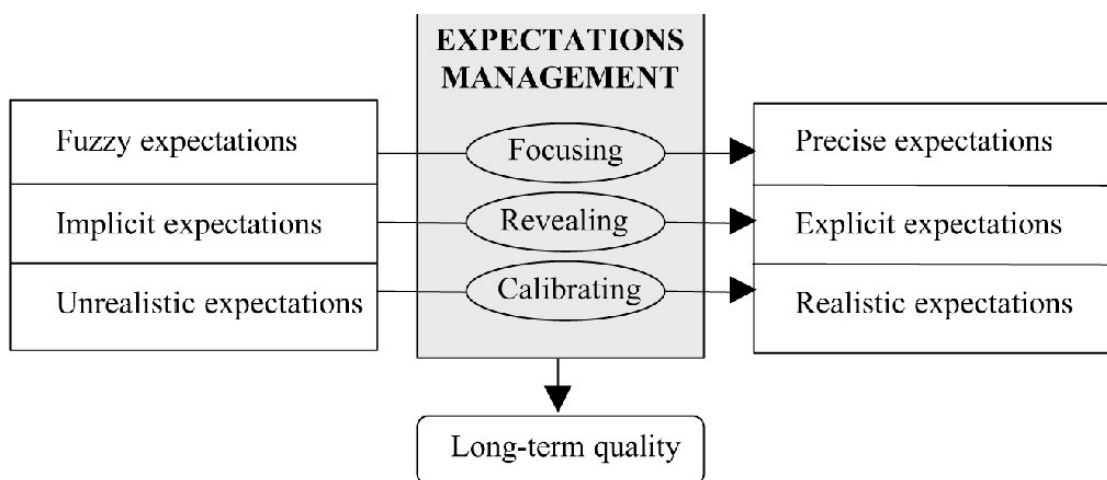 EXPECTATIONS
MANAGEMENT
Fuzzy expectations
Focusing
Precise expectations
Implicit expectations
Revealing
Explicit expectations
Unrealistic expectations
Calibrating
Realistic expectations
Long-term quality